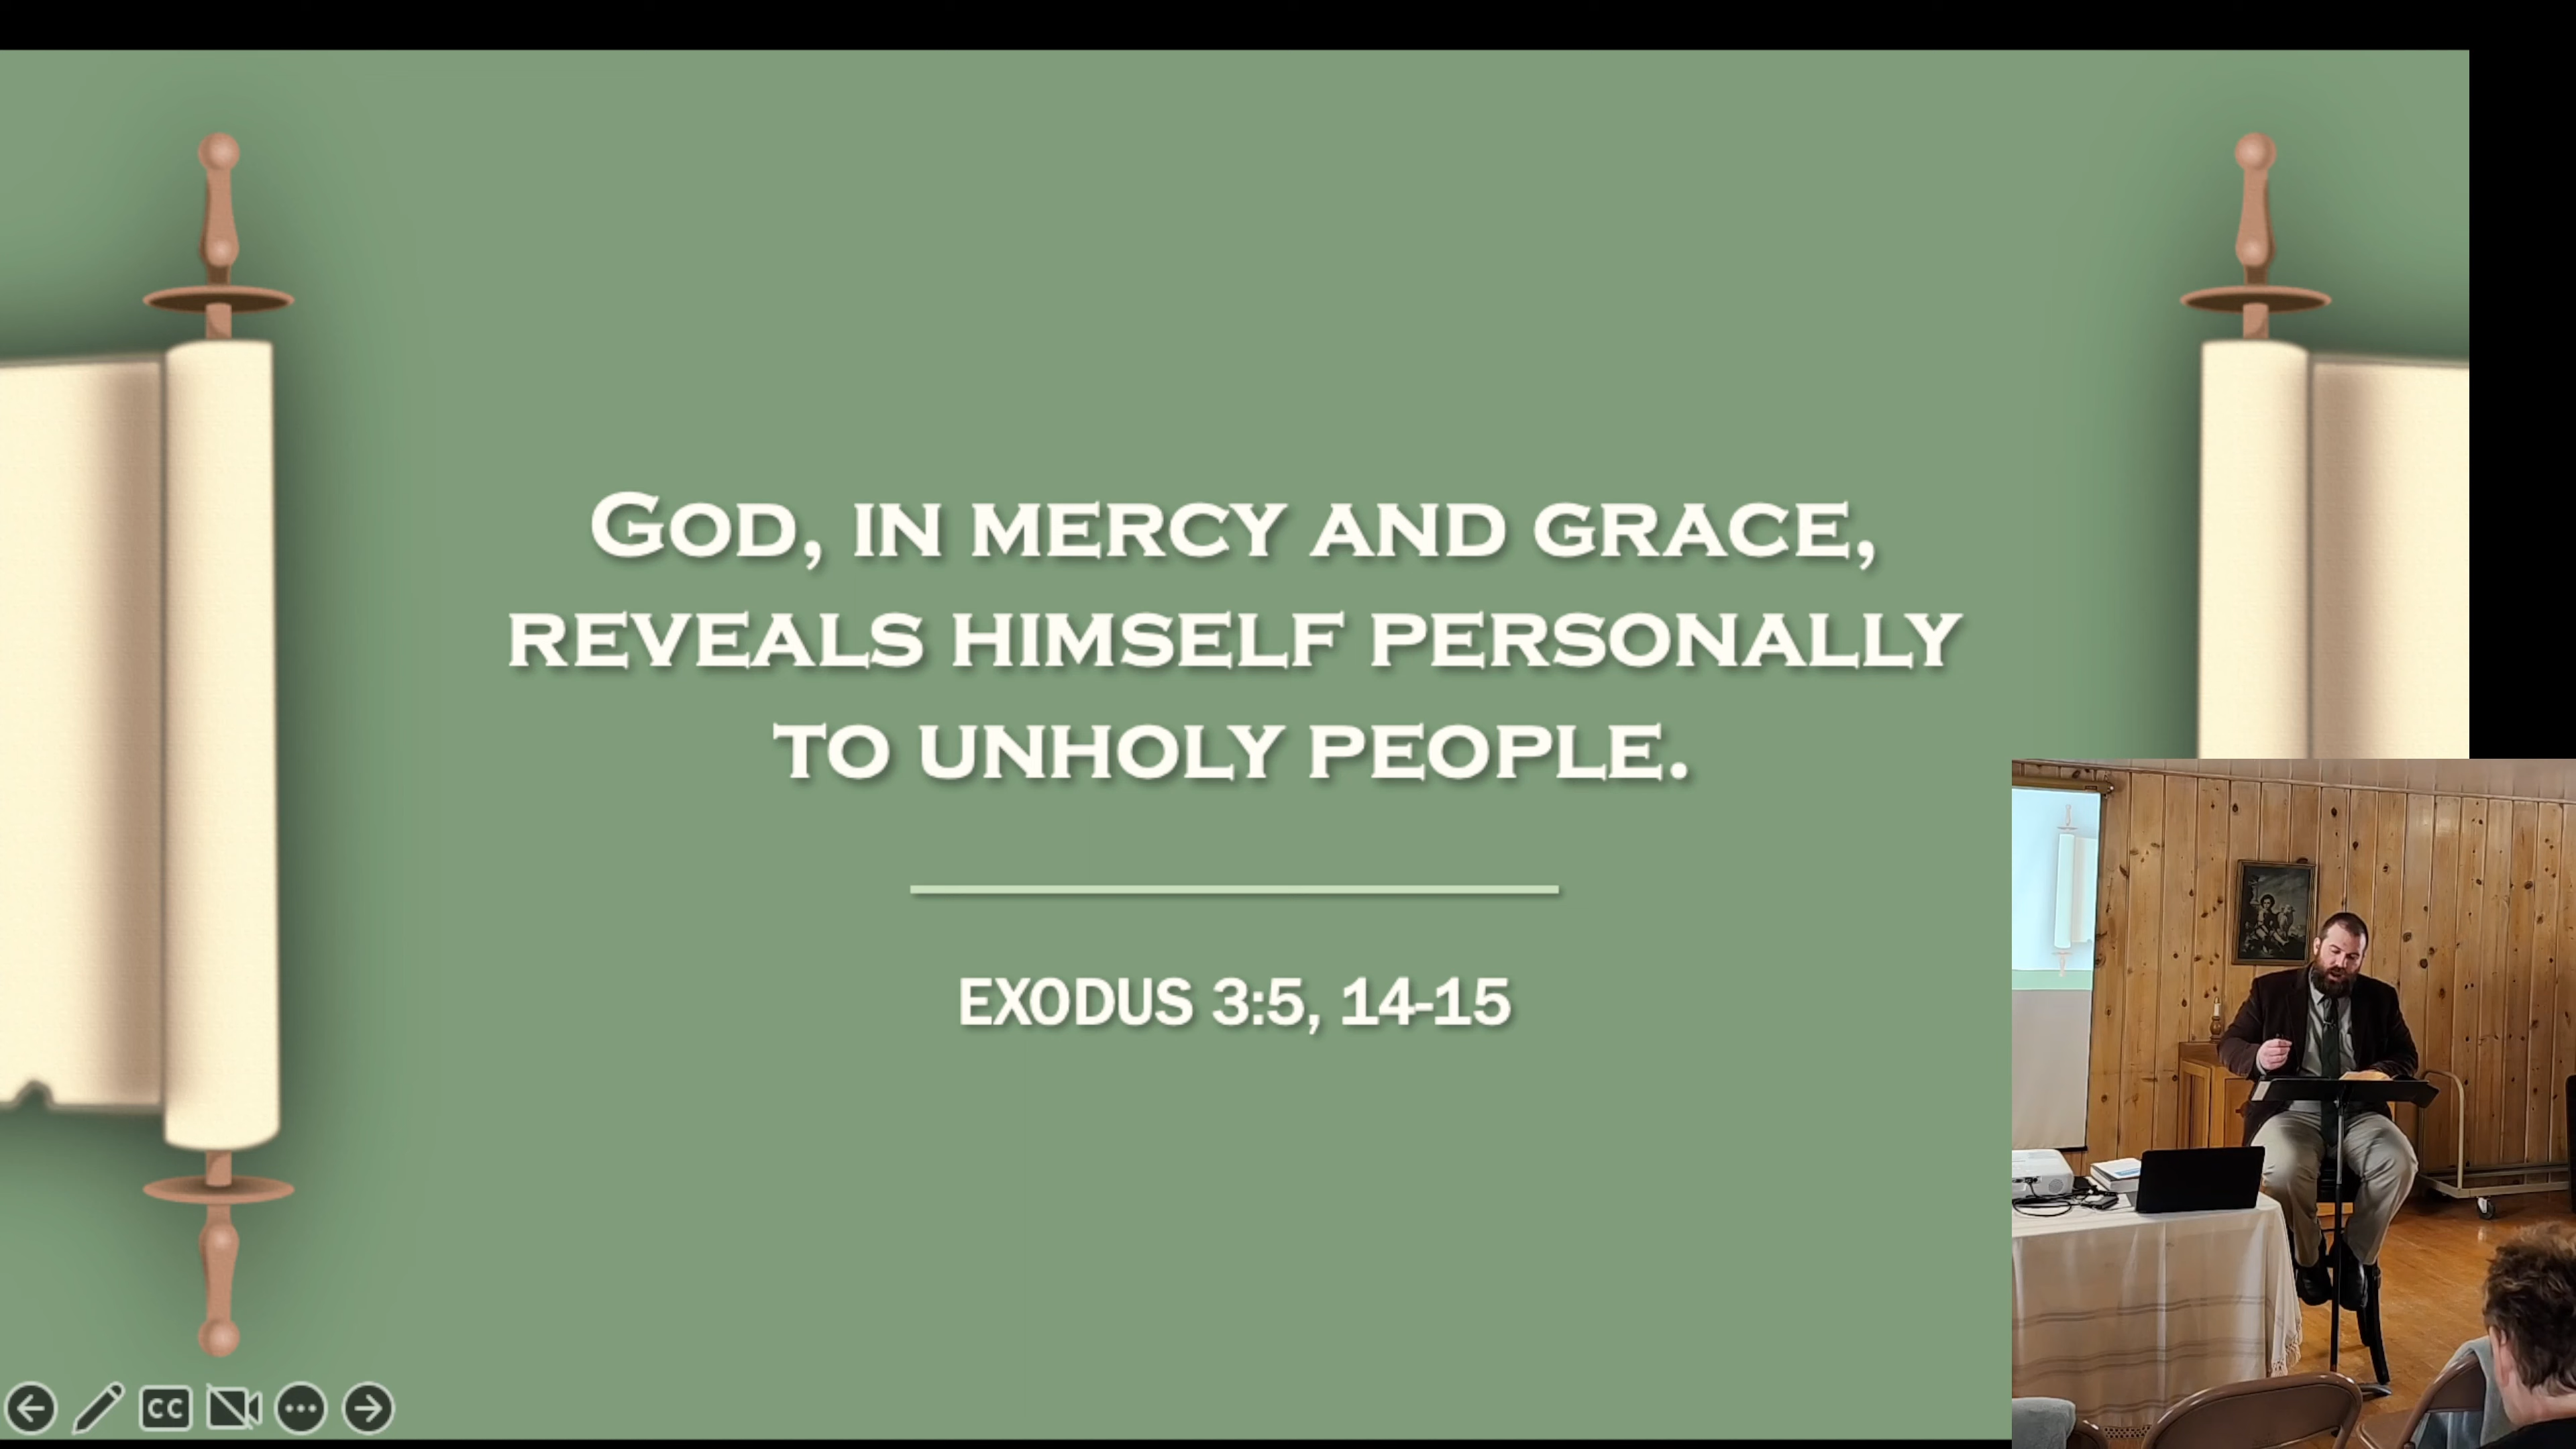 God, in mercy and grace,
reveals himself personally
to unholy people.
EXODUS 3:5, 14-15
CC